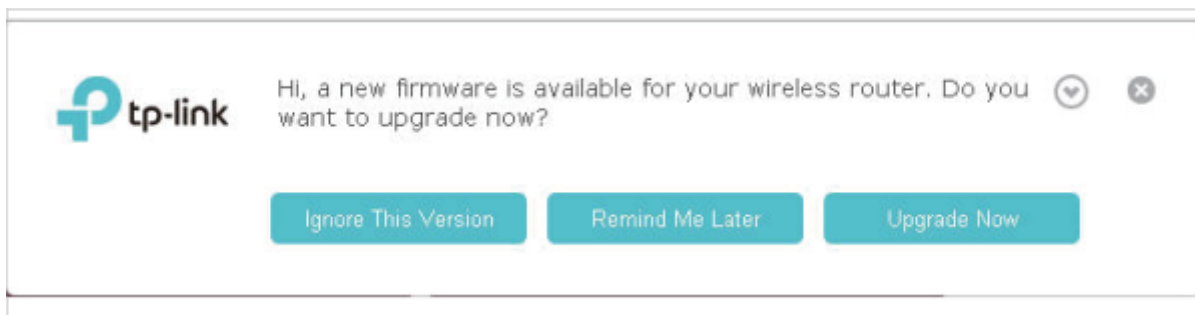 tp-link
Hi, a new firmware is available for your wireless router. Do you
want to upgrade now?
Ignore This Version
Remind Me Later
Upgrade Now